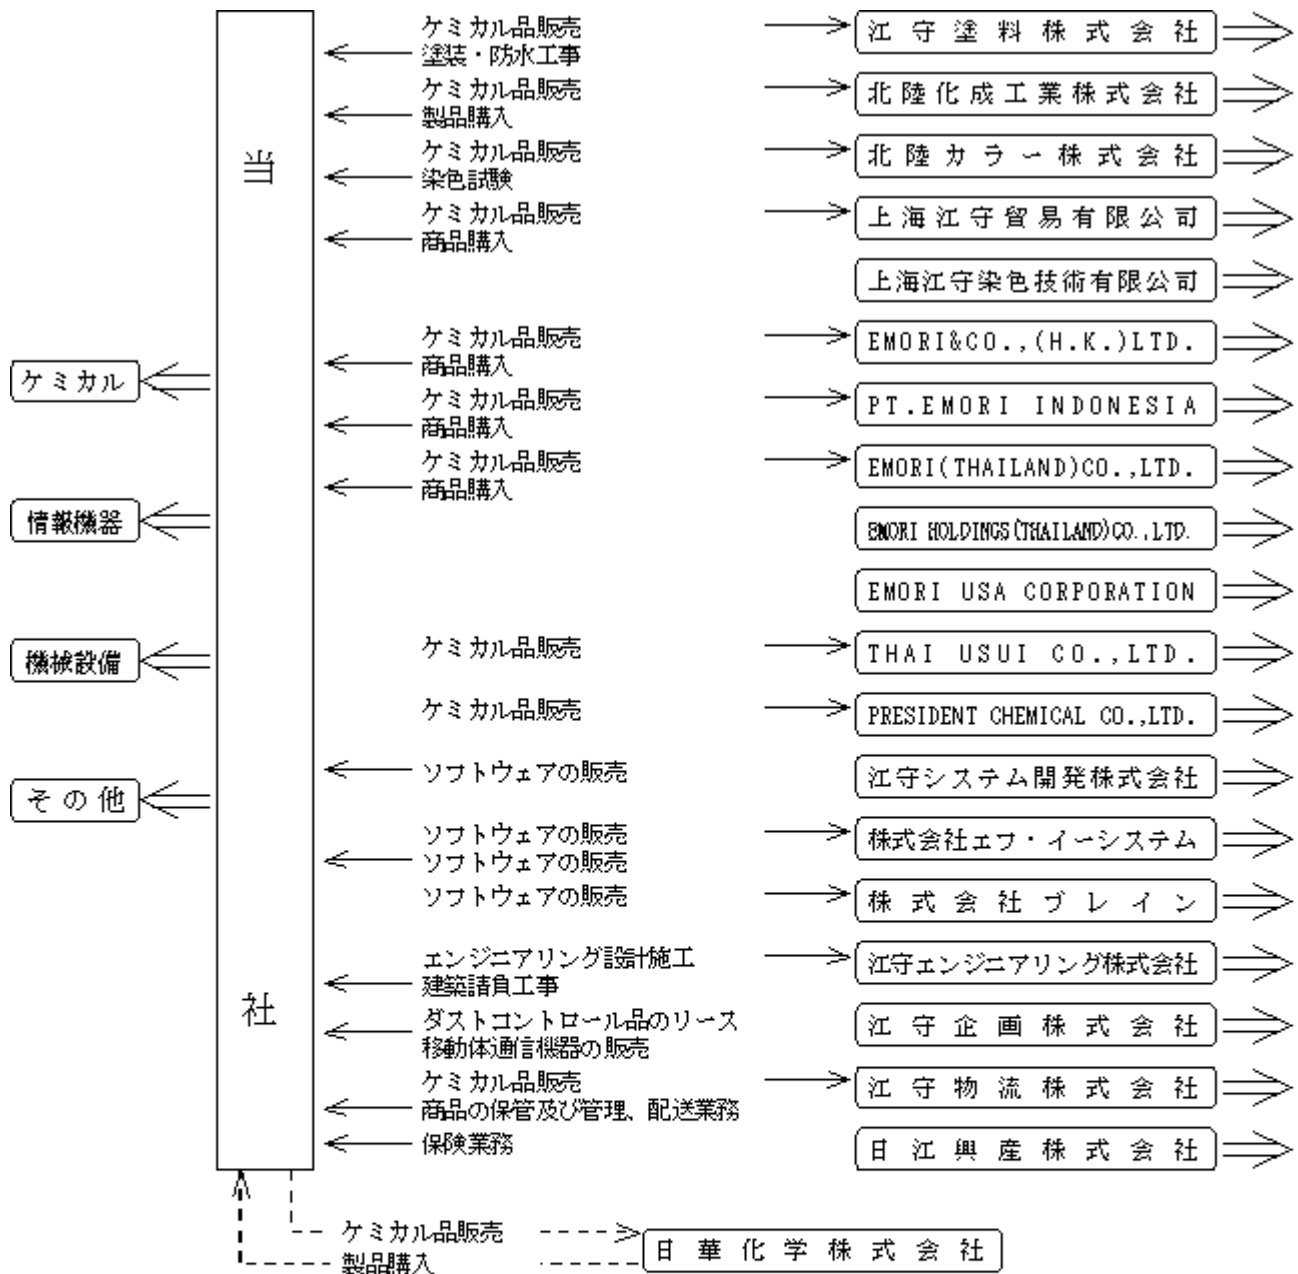 ケミカル品販売
江守塗料株式会社
塗装・防水工事
ケミカル品販売
北陸化成工業株式会社
製品購入
当
ケミカル品販売
北陸カラー株式会社
染色試験
ケミカル品販売
上海江守貿易有限公司
商品購入
上海江守染色技術有限公司
ケミカル品販売
EMORI&CO.,(H.K.)LTD.
商品購入
ケミカル
ケミカル品販売
PT.EMORI INDONESIA
商品購入
ケミカル品販売
EMORI(THAILAND)CO.,LTD.
商品購入
情報機器
EMORI HOLDINGS(THAILAND)CO.,LTD.
EMORI USA CORPORATION
機械設備
ケミカル品販売
THAI USUI CO.,LTD.
ケミカル品販売
PRESIDENT CHEMICAL CO.,LTD.
ソフトウェアの販売
江守システム開発株式会社
その他
ソフトウェアの販売
株式会社エフ・イーシステム
ソフトウェアの販売
ソフトウェアの販売
株式会社ブレイン
エンジニアリング設計施工
江守エンジニアリング株式会社
建築請負工事
社
ダストコントロール品のリース
江守企画株式会社
移動体通信機器の販売
ケミカル品販売
江守物流株式会社
商品の保管及び管理、配送業務
保険業務
日江興産株式会社
ケミカル品販売
日華化学株式会社
製品購入